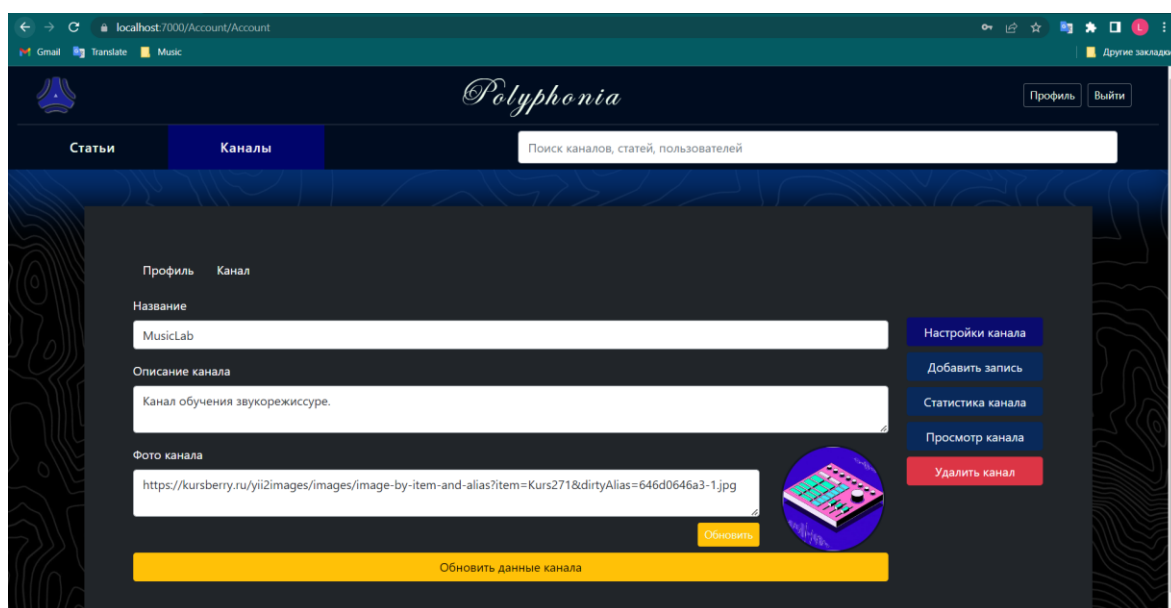 localhost:7000/Account/Account
L
Gmail Translate Music Другие закладки
Polyphonia
Профиль Выйти
Статьи Каналы Поиск каналов, статей, пользователей
Профиль Канал
Название
MusicLab
Настройки канала
Описание канала
Добавить запись
Канал обучения звукорежиссуре.
Статистика канала
Просмотр канала
Фото канала
Удалить канал
https://kursberry.ru/yii2images/images/image-by-item-and-alias?item=Kurs271&dirtyAlias=646d0646a3-1.jpg
Обновить
Обновить данные канала